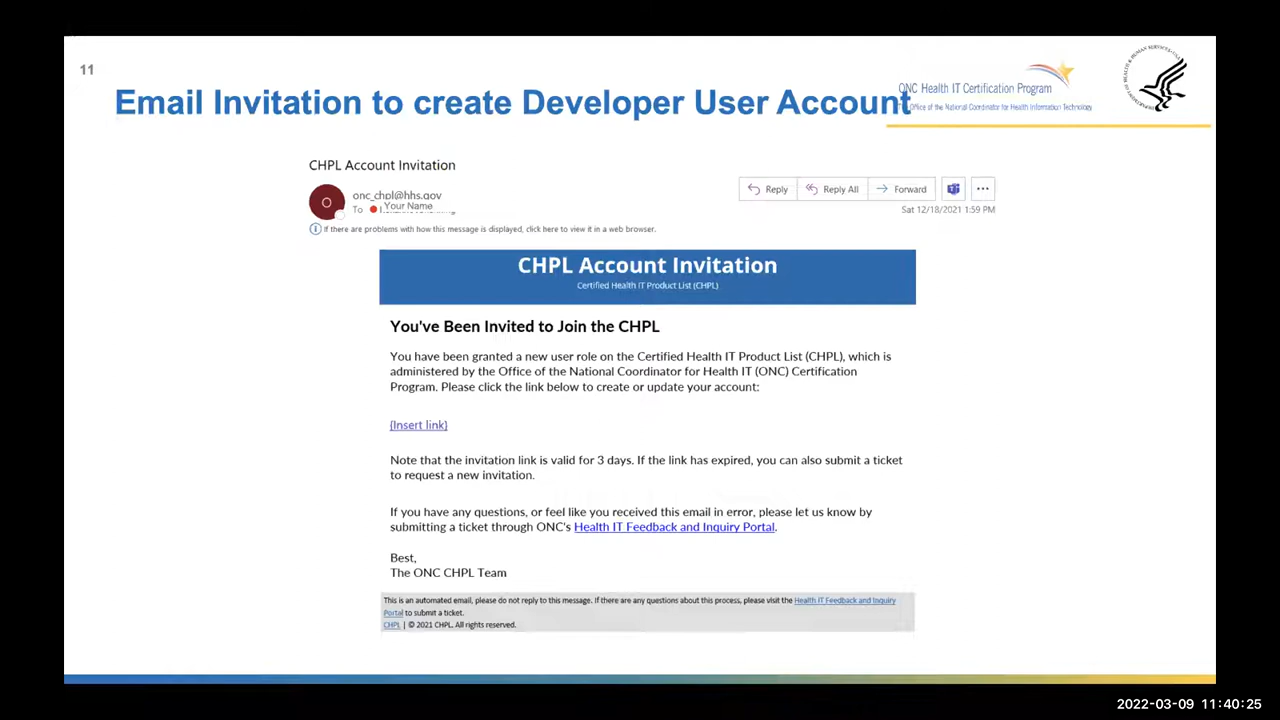 11
Email Invitation to create Developer User Account
ONC Health IT Certification Program
Office of the National Coordinator for Health Information Technology
CHPL Account Invitation
O
onc_chpl@hhs.gov
To Your Name
Reply
Reply All
Forward
Sat 12/18/2021 1:59 PM
If there are problems with how this message is displayed, click here to view it in a web browser.
CHPL Account Invitation
Certified Health IT Product List (CHPL)
You've Been Invited to Join the CHPL
You have been granted a new user role on the Certified Health IT Product List (CHPL), which is
administered by the Office of the National Coordinator for Health IT (ONC) Certification
Program. Please click the link below to create or update your account:
{Insert link}
Note that the invitation link is valid for 3 days. If the link has expired, you can also submit a ticket
to request a new invitation.
If you have any questions, or feel like you received this email in error, please let us know by
submitting a ticket through ONC's Health IT Feedback and Inquiry Portal.
Best,
The ONC CHPL Team
This is an automated email, please do not reply to this message. If there are any questions about this process, please visit the Health IT Feedback and Inquiry
Portal to submit a ticket.
CHPL | © 2021 CHPL. All rights reserved.
2022-03-09 11:40:25